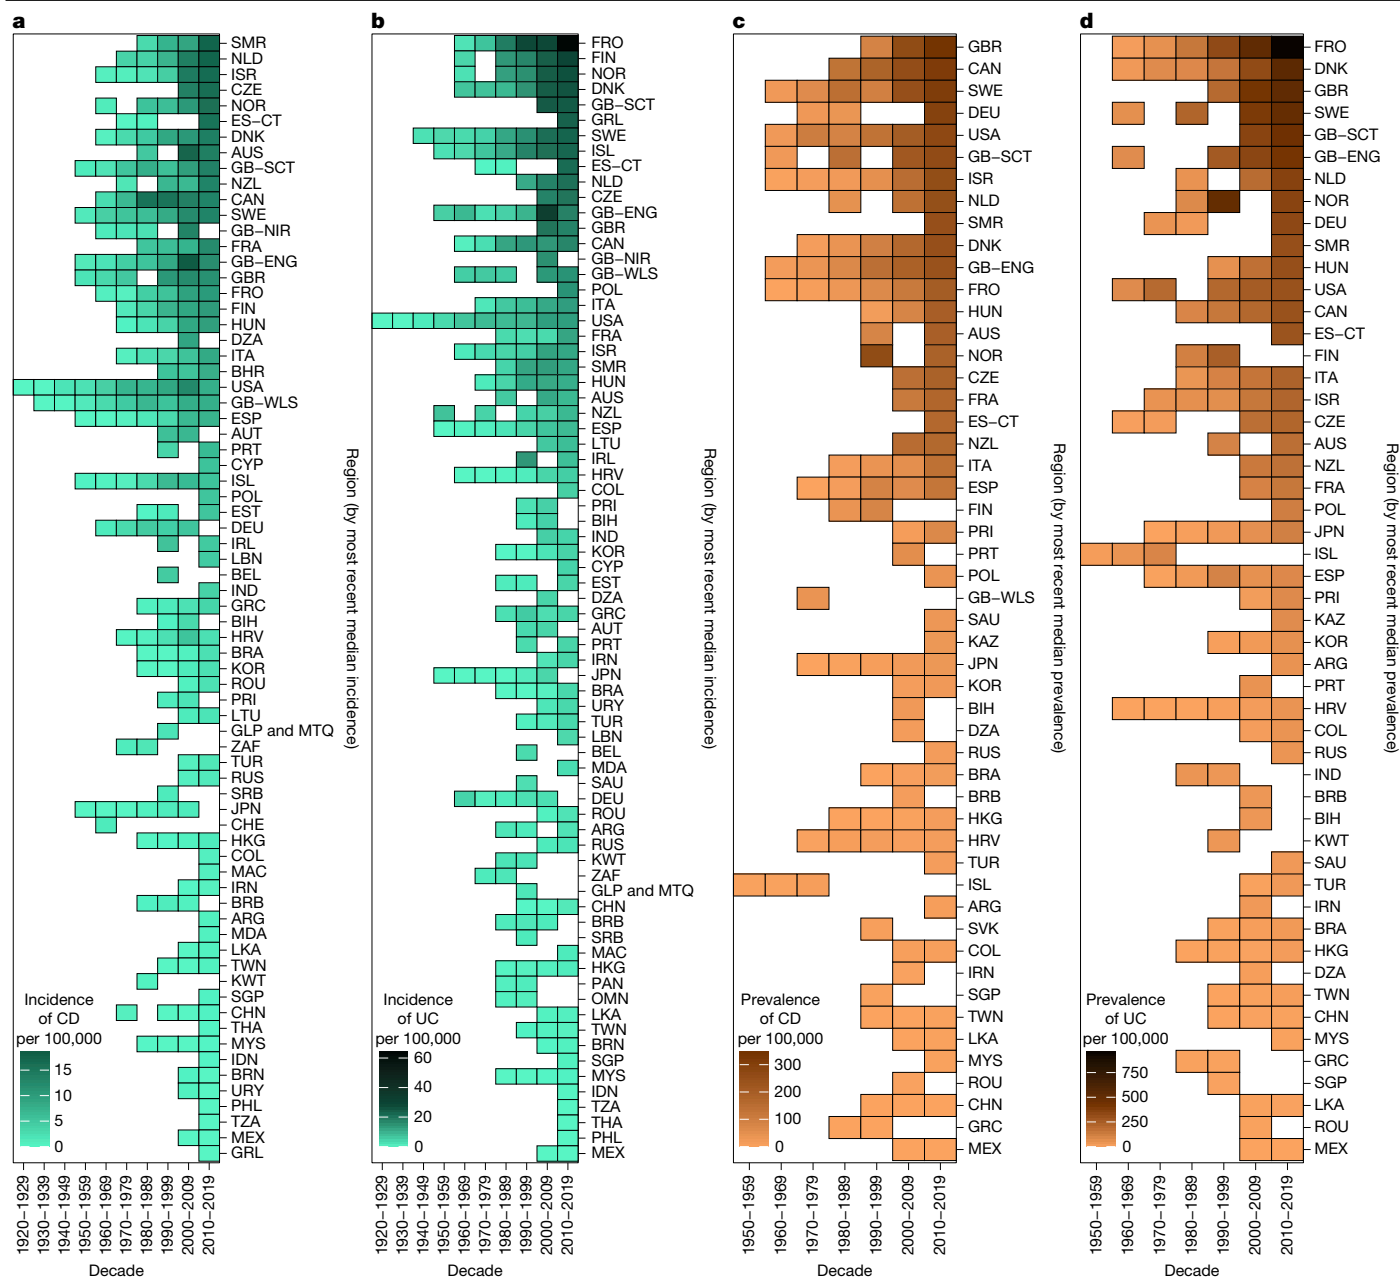 a
SMR
NLD
ISR
CZE
NOR
ES−CT
DNK
AUS
GB−SCT
NZL
CAN
SWE
GB−NIR
FRA
GB−ENG
GBR
FRO
FIN
HUN
DZA
ITA
BHR
USA
GB−WLS
ESP
AUT
PRT
CYP
ISL
POL
EST
DEU
IRL
LBN
BEL
IND
GRC
BIH
HRV
BRA
KOR
ROU
PRI
LTU
GLP and MTQ
ZAF
TUR
RUS
SRB
JPN
CHE
HKG
COL
MAC
IRN
BRB
ARG
MDA
LKA
TWN
KWT
SGP
CHN
THA
MYS
IDN
BRN
URY
PHL
TZA
MEX
GRL
Region (by most recent median incidence)
Incidence
of CD
per 100,000
15
10
5
0
1920−1929
1930−1939
1940−1949
1950−1959
1960−1969
1970−1979
1980−1989
1990−1999
2000−2009
2010−2019
Decade
b
FRO
FIN
NOR
DNK
GB−SCT
GRL
SWE
ISL
ES−CT
NLD
CZE
GB−ENG
GBR
CAN
GB−NIR
GB−WLS
POL
ITA
USA
FRA
ISR
SMR
HUN
AUS
NZL
ESP
LTU
IRL
HRV
COL
PRI
BIH
IND
KOR
CYP
EST
DZA
GRC
AUT
PRT
IRN
JPN
BRA
URY
TUR
LBN
BEL
MDA
SAU
DEU
ROU
ARG
RUS
KWT
ZAF
GLP and MTQ
CHN
BRB
SRB
MAC
HKG
PAN
OMN
LKA
TWN
BRN
SGP
MYS
IDN
TZA
THA
PHL
MEX
Region (by most recent median incidence)
Incidence
of UC
per 100,000
60
40
20
0
1920−1929
1930−1939
1940−1949
1950−1959
1960−1969
1970−1979
1980−1989
1990−1999
2000−2009
2010−2019
Decade
c
GBR
CAN
SWE
DEU
USA
GB−SCT
ISR
NLD
SMR
DNK
GB−ENG
FRO
HUN
AUS
NOR
CZE
FRA
ES−CT
NZL
ITA
ESP
FIN
PRI
PRT
POL
GB−WLS
SAU
KAZ
JPN
KOR
BIH
DZA
RUS
BRA
BRB
HKG
HRV
TUR
ISL
ARG
SVK
COL
IRN
SGP
TWN
LKA
MYS
ROU
CHN
GRC
MEX
Region (by most recent median prevalence)
Prevalence
of CD
per 100,000
300
200
100
0
1950−1959
1960−1969
1970−1979
1980−1989
1990−1999
2000−2009
2010−2019
Decade
d
FRO
DNK
GBR
SWE
GB−SCT
GB−ENG
NLD
NOR
DEU
SMR
HUN
USA
CAN
ES−CT
FIN
ITA
ISR
CZE
AUS
NZL
FRA
POL
JPN
ISL
ESP
PRI
KAZ
KOR
ARG
PRT
HRV
COL
RUS
IND
BRB
BIH
KWT
SAU
TUR
IRN
BRA
HKG
DZA
TWN
CHN
MYS
GRC
SGP
LKA
ROU
MEX
Region (by most recent median prevalence)
Prevalence
of UC
per 100,000
750
500
250
0
1950−1959
1960−1969
1970−1979
1980−1989
1990−1999
2000−2009
2010−2019
Decade